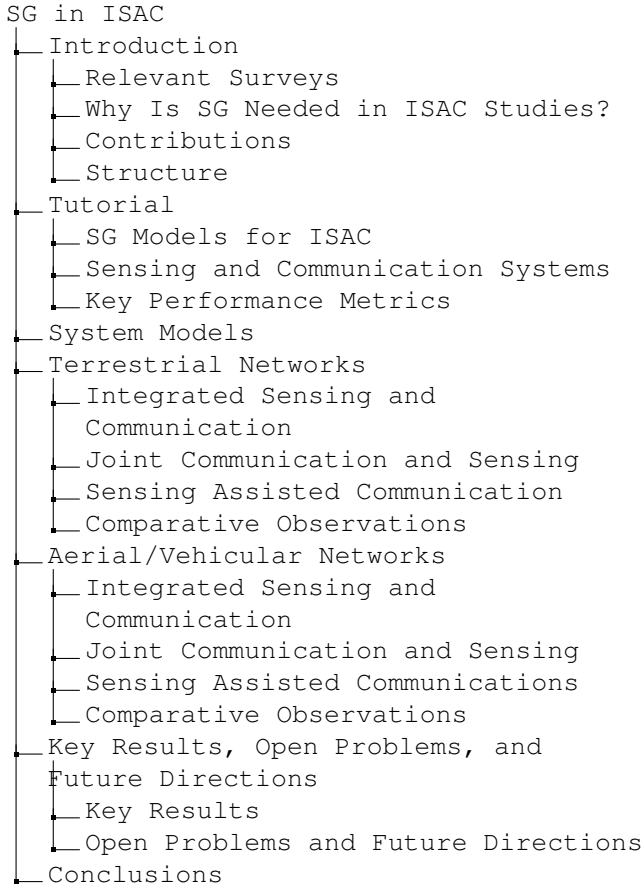 SG in ISAC
Introduction
Relevant Surveys
Why Is SG Needed in ISAC Studies?
Contributions
Structure
Tutorial
SG Models for ISAC
Sensing and Communication Systems
Key Performance Metrics
System Models
Terrestrial Networks
Integrated Sensing and
Communication
Joint Communication and Sensing
Sensing Assisted Communication
Comparative Observations
Aerial/Vehicular Networks
Integrated Sensing and
Communication
Joint Communication and Sensing
Sensing Assisted Communications
Comparative Observations
Key Results, Open Problems, and
Future Directions
Key Results
Open Problems and Future Directions
Conclusions